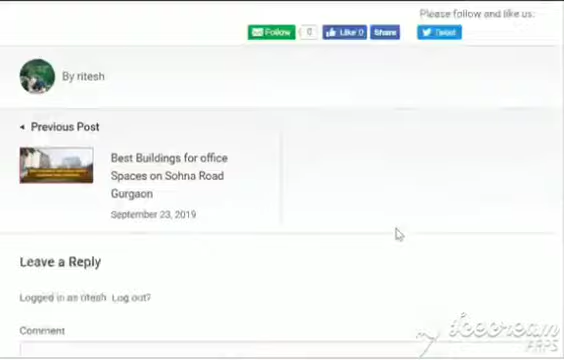 Please follow and like us:
Follow 0 Like 0 Share Tweet
By ritesh
Previous Post
Best Buildings for office
Spaces on Sohna Road
Gurgaon
September 23, 2019
Leave a Reply
Logged in as ritesh. Log out?
Comment
Icecream
APPS